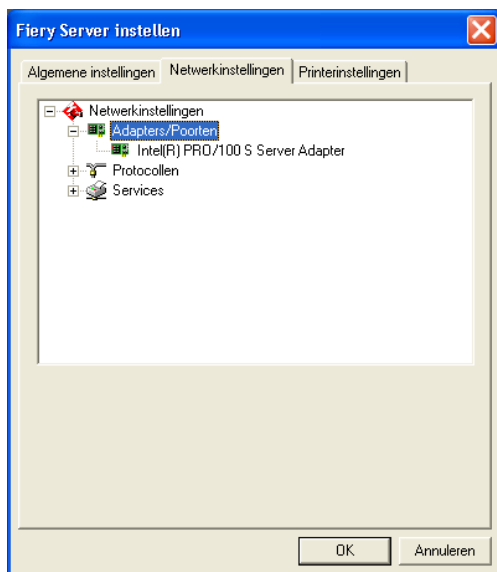 Fiery Server instellen
Algemene instellingen Netwerkinstellingen Printerinstellingen
Netwerkinstellingen
Adapters/Poorten
Intel(R) PRO/100 S Server Adapter
Protocollen
Services
OK Annuleren